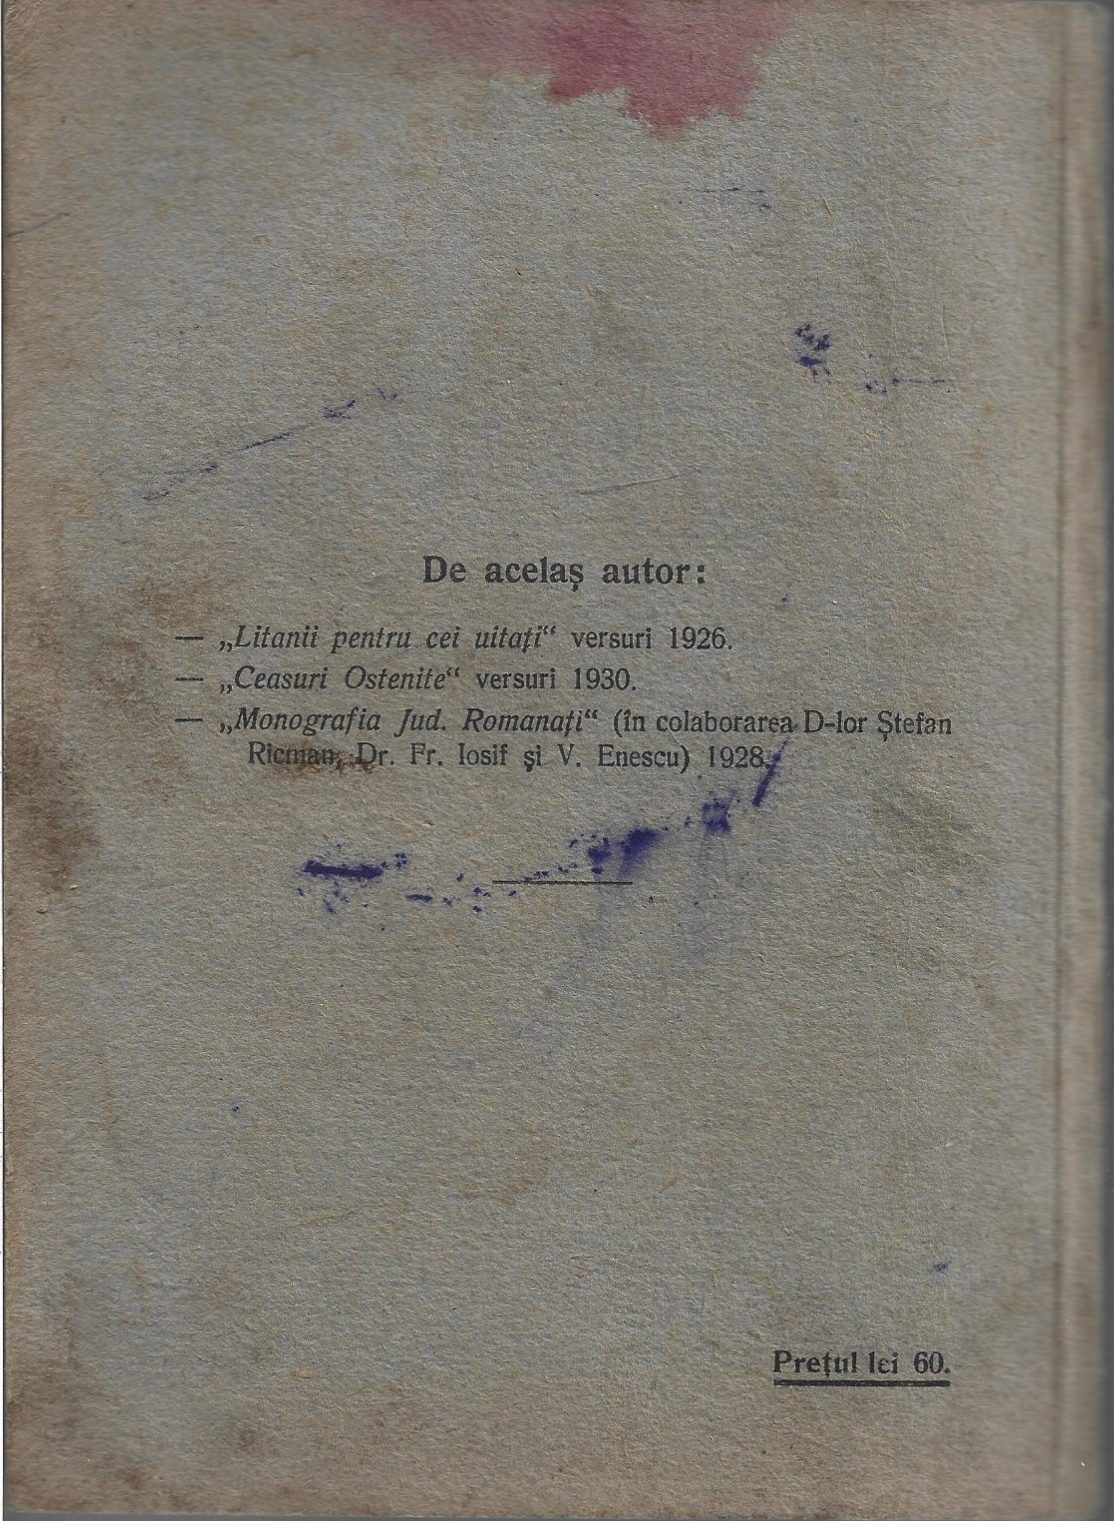 De acelaş autor:
— „Litanii pentru cei uitaţi“ versuri 1926.
— „Ceasuri Ostenite“ versuri 1930.
— „Monografia Jud. Romanaţi“ (în colaborarea D-lor Ştefan
Ricman, Dr. Fr. Iosif şi V. Enescu) 1928.
Preţul lei 60.